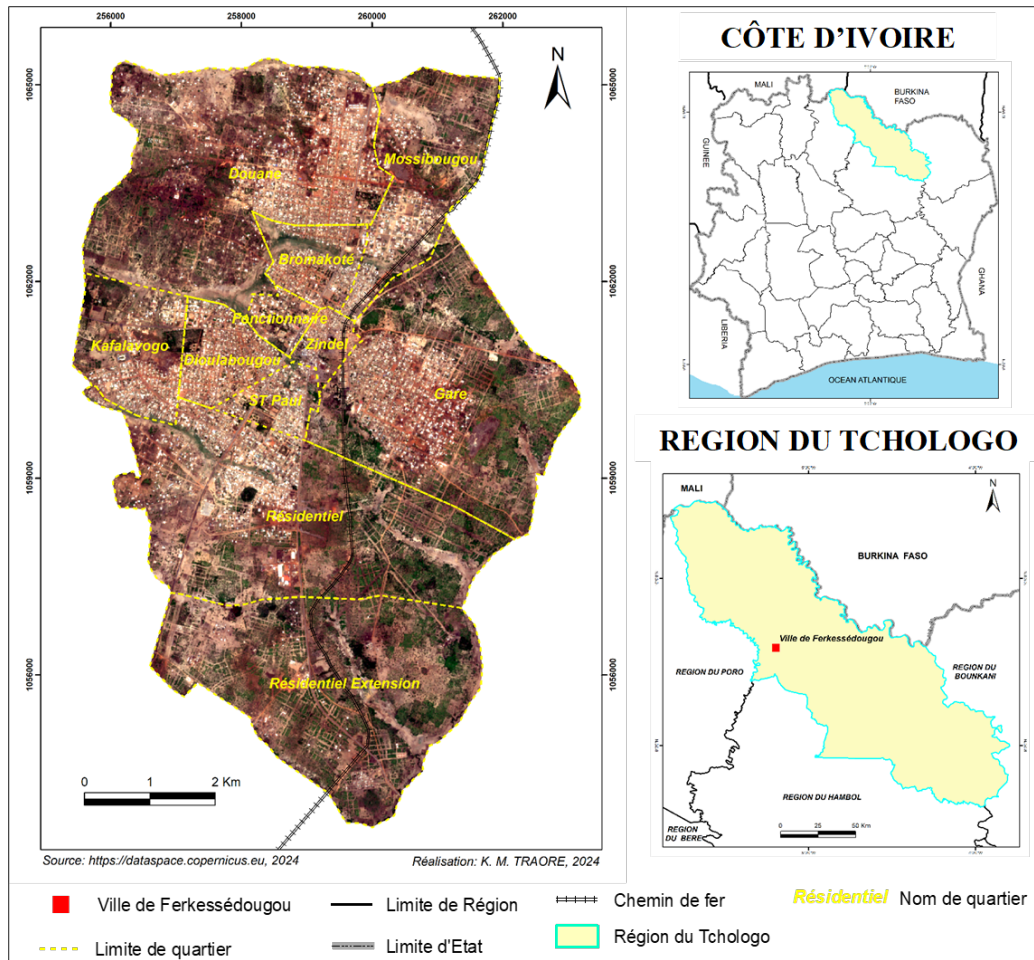 256000
258000
260000
262000
1065000
1065000
1062000
1062000
1059000
1059000
1056000
1056000
N
Mossibougou
Douane
Bromakoté
Fonctionnaire
Zindel
Kafalavogo
Dioulabougou
ST Paul
Gare
Résidentiel
Résidentiel Extension
0 1 2 Km
Source: https://dataspace.copernicus.eu, 2024
Réalisation: K. M. TRAORE, 2024
CÔTE D'IVOIRE
MALI
BURKINA
FASO
GUINEE
GHANA
LIBERIA
OCEAN ATLANTIQUE
REGION DU TCHOLOGO
MALI
N
BURKINA FASO
Ville de Ferkessédougou
REGION DU PORO
REGION DU
BOUNKANI
REGION DU HAMBOL
REGION
DU BERE
0 25 50 Km
Ville de Ferkessédougou
Limite de Région
Chemin de fer
Résidentiel Nom de quartier
Limite de quartier
Limite d'Etat
Région du Tchologo